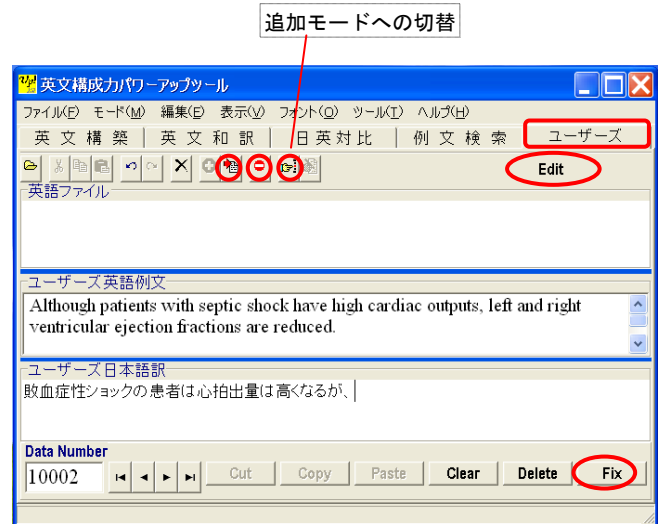 追加モードへの切替
英文構成力パワーアップツール
ファイル(F) モード(M) 編集(E) 表示(V) フォント(O) ツール(T) ヘルプ(H)
英文構築 | 英文和訳 | 日英対比 | 例文検索 ユーザーズ
Edit
英語ファイル
ユーザーズ英語例文
Although patients with septic shock have high cardiac outputs, left and right
ventricular ejection fractions are reduced.
ユーザーズ日本語訳
敗血症性ショックの患者は心拍出量は高くなるが、
Data Number
10002 Cut Copy Paste Clear Delete Fix